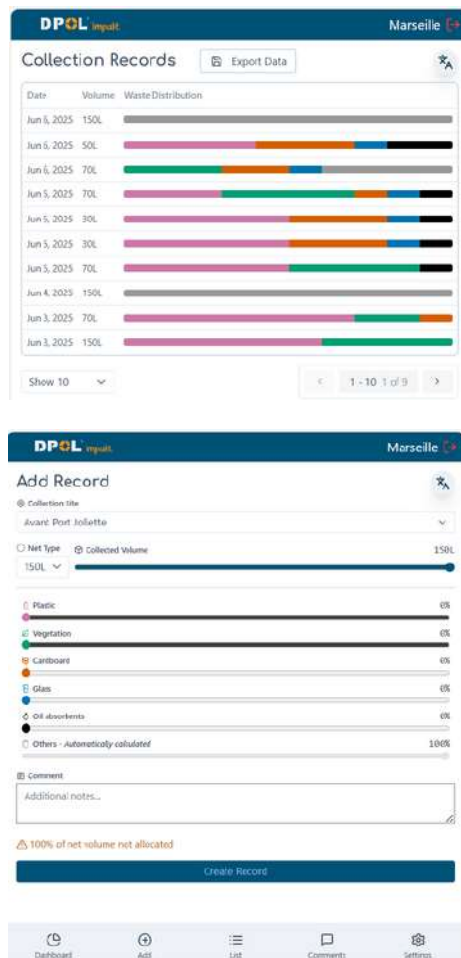 DPOL impakt.
Marseille
Collection Records
Export Data
Date Volume Waste Distribution
Jun 6, 2025 150L
Jun 6, 2025 50L
Jun 6, 2025 70L
Jun 5, 2025 70L
Jun 5, 2025 30L
Jun 5, 2025 30L
Jun 5, 2025 70L
Jun 4, 2025 150L
Jun 3, 2025 70L
Jun 3, 2025 150L
Show 10
1 - 10 1 of 9
DPOL impakt.
Marseille
Add Record
Collection Site
Avant Port Joliette
Net Type Collected Volume 150L
150L
Plastic 0%
Vegetation 0%
Cardboard 0%
Glass 0%
Oil absorbents 0%
Others - Automatically calculated 100%
Comment
Additional notes...
100% of net volume not allocated
Create Record
Dashboard Add List Comments Settings